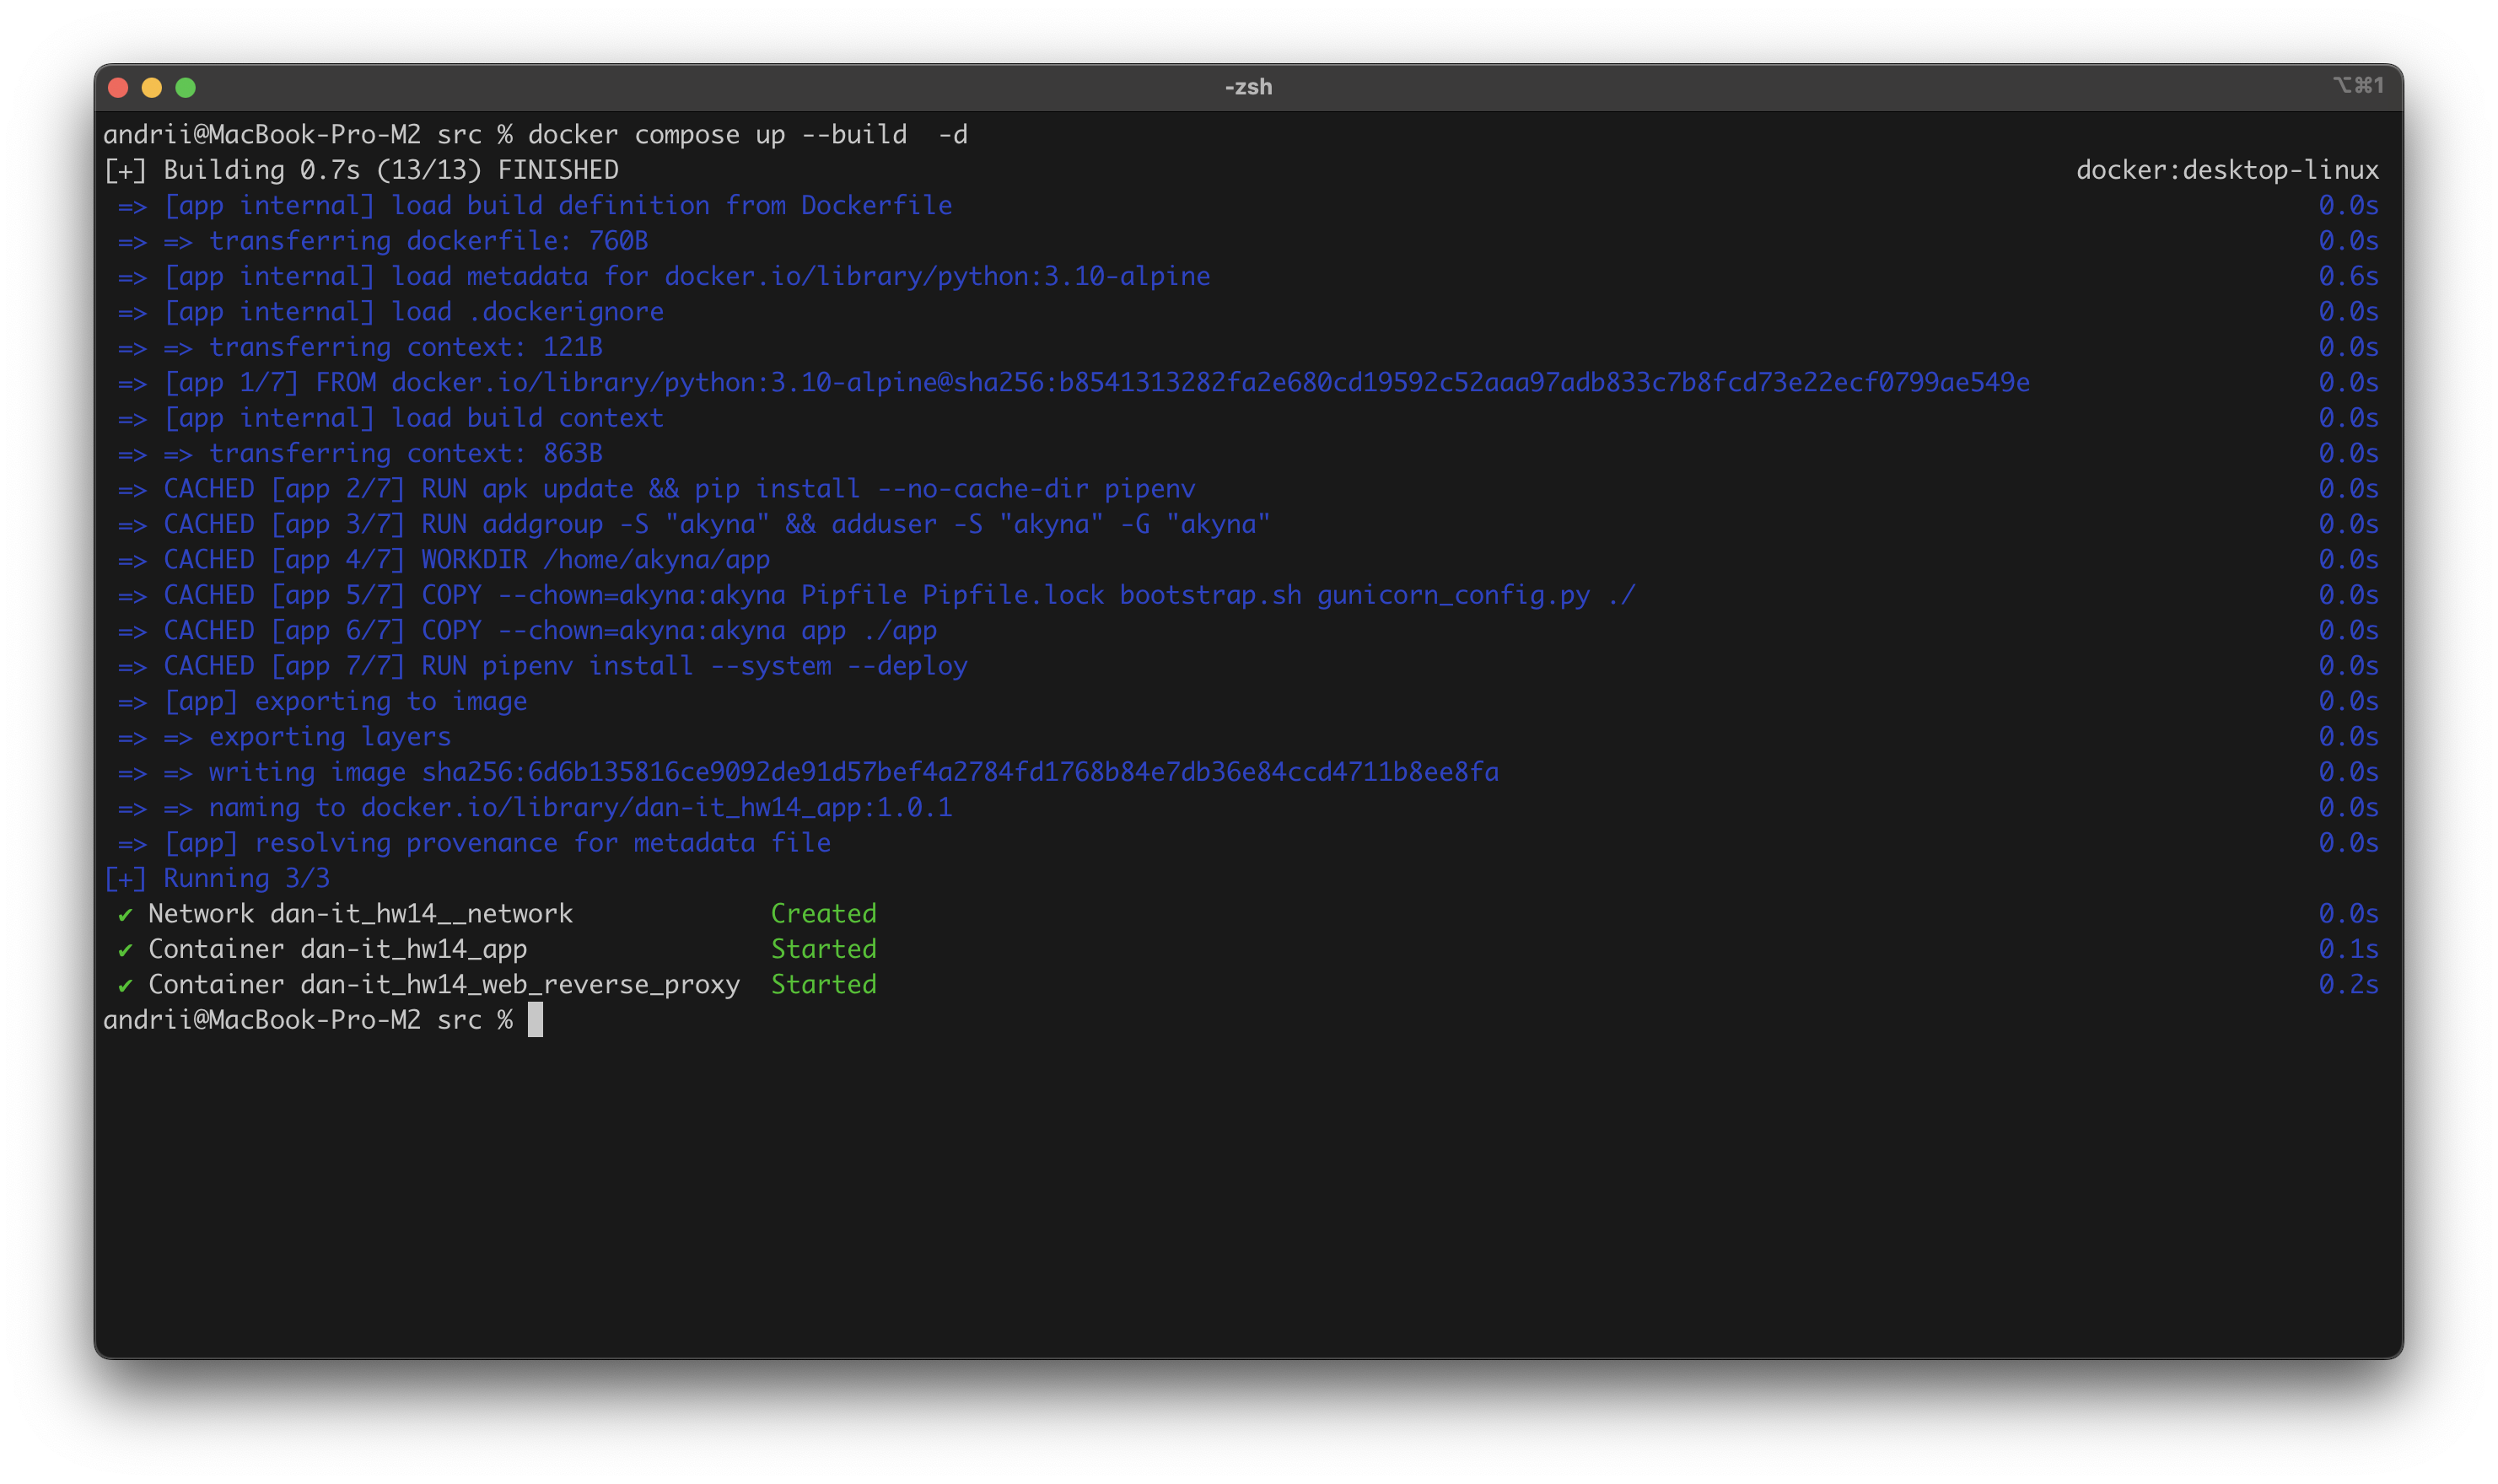 -zsh
⌥⌘1
andrii@MacBook-Pro-M2 src % docker compose up --build  -d
[+] Building 0.7s (13/13) FINISHED docker:desktop-linux
=> [app internal] load build definition from Dockerfile 0.0s
=> => transferring dockerfile: 760B 0.0s
=> [app internal] load metadata for docker.io/library/python:3.10-alpine 0.6s
=> [app internal] load .dockerignore 0.0s
=> => transferring context: 121B 0.0s
=> [app 1/7] FROM docker.io/library/python:3.10-alpine@sha256:b8541313282fa2e680cd19592c52aaa97adb833c7b8fcd73e22ecf0799ae549e 0.0s
=> [app internal] load build context 0.0s
=> => transferring context: 863B 0.0s
=> CACHED [app 2/7] RUN apk update && pip install --no-cache-dir pipenv 0.0s
=> CACHED [app 3/7] RUN addgroup -S "akyna" && adduser -S "akyna" -G "akyna" 0.0s
=> CACHED [app 4/7] WORKDIR /home/akyna/app 0.0s
=> CACHED [app 5/7] COPY --chown=akyna:akyna Pipfile Pipfile.lock bootstrap.sh gunicorn_config.py ./ 0.0s
=> CACHED [app 6/7] COPY --chown=akyna:akyna app ./app 0.0s
=> CACHED [app 7/7] RUN pipenv install --system --deploy 0.0s
=> [app] exporting to image 0.0s
=> => exporting layers 0.0s
=> => writing image sha256:6d6b135816ce9092de91d57bef4a2784fd1768b84e7db36e84ccd4711b8ee8fa 0.0s
=> => naming to docker.io/library/dan-it_hw14_app:1.0.1 0.0s
=> [app] resolving provenance for metadata file 0.0s
[+] Running 3/3
✔ Network dan-it_hw14__network Created 0.0s
✔ Container dan-it_hw14_app Started 0.1s
✔ Container dan-it_hw14_web_reverse_proxy Started 0.2s
andrii@MacBook-Pro-M2 src %